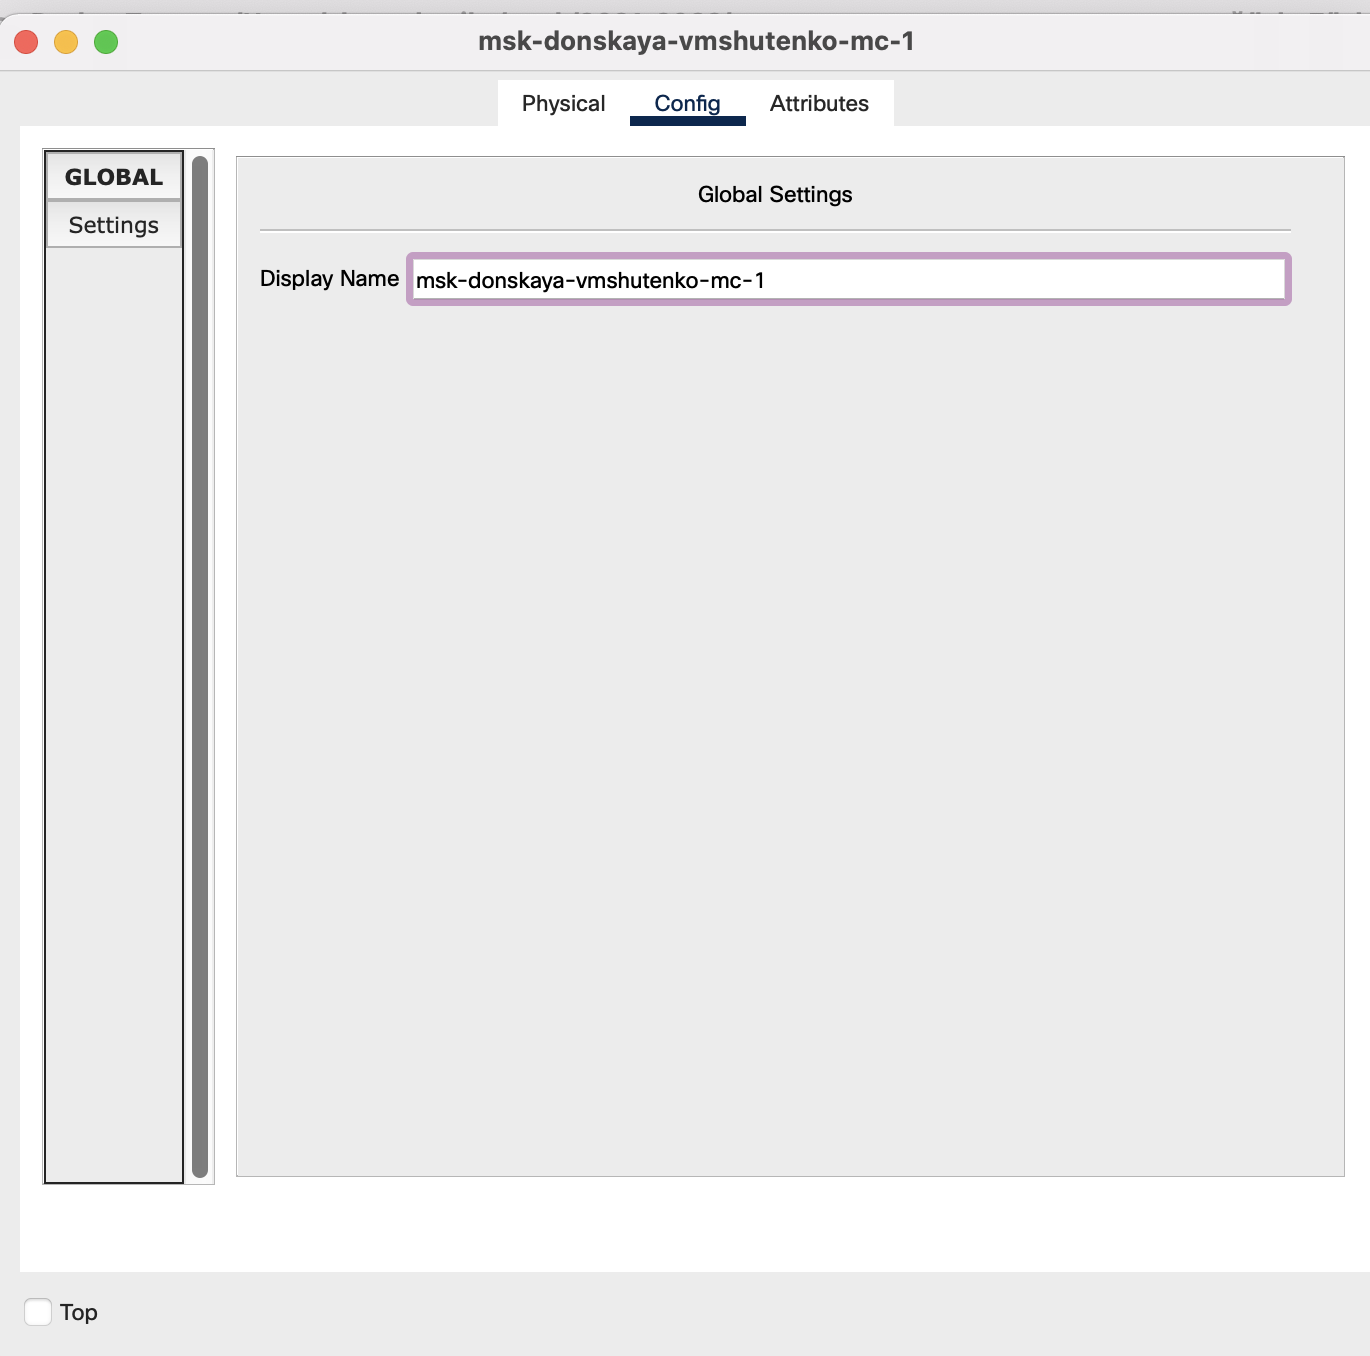 msk-donskaya-vmshutenko-mc-1
Physical Config Attributes
GLOBAL
Settings
Global Settings
Display Name msk-donskaya-vmshutenko-mc-1
Top